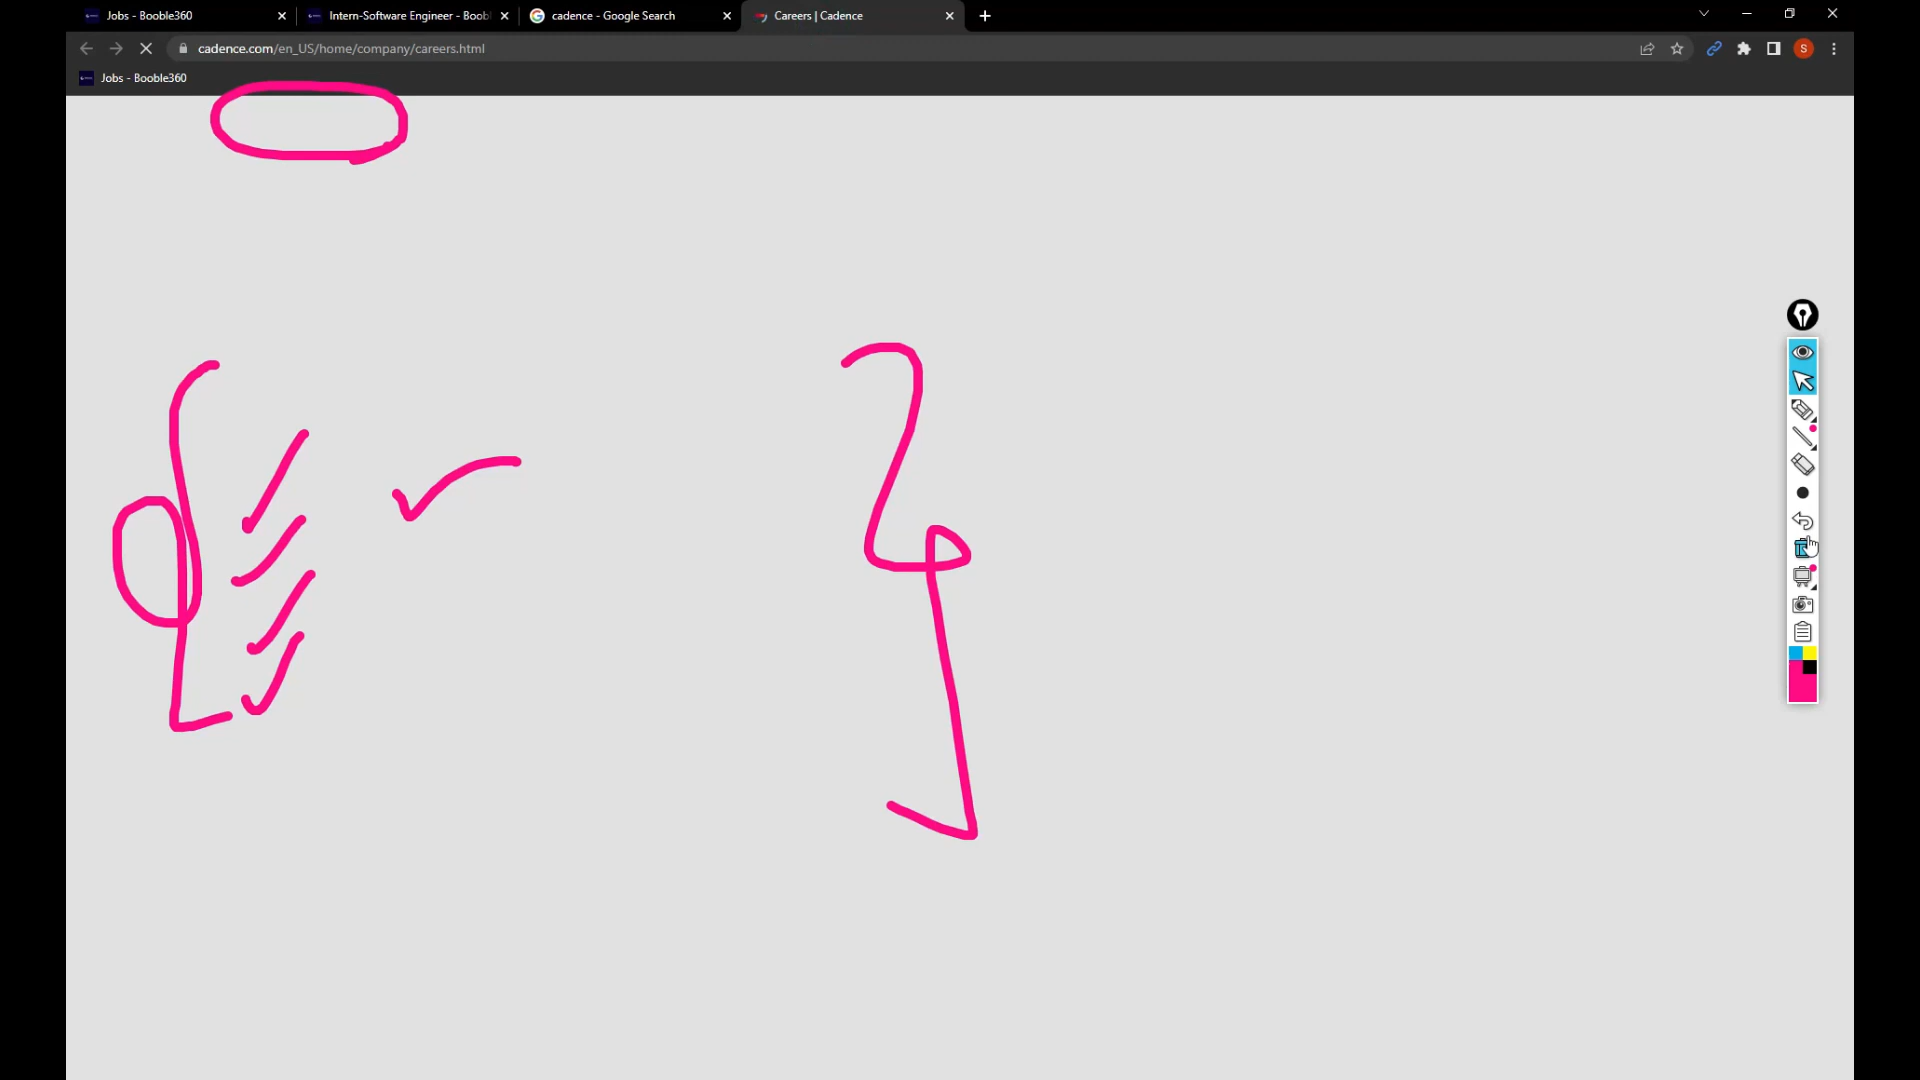 Jobs - Booble360
Intern-Software Engineer - Boobl
cadence - Google Search
Careers | Cadence
cadence.com/en_US/home/company/careers.html
S
Jobs - Booble360